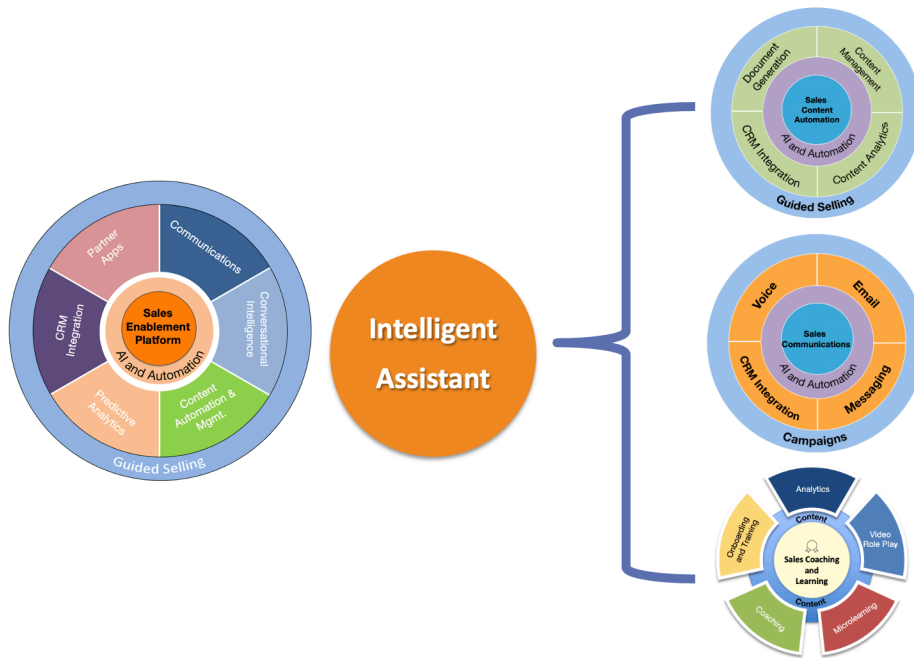 Partner
Apps
Communications
CRM
Integration
Sales
Enablement
Platform
AI and Automation
Conversational
Intelligence
Predictive
Analytics
Content
Automation &
Mgmt.
Guided Selling
Intelligent
Assistant
Document
Generation
Content
Management
Sales
Content
Automation
AI and Automation
CRM Integration
Content Analytics
Guided Selling
Voice
Email
Sales
Communications
AI and Automation
CRM Integration
Messaging
Campaigns
Analytics
Onboarding
and Training
Content
Video
Role Play
Sales Coaching
and
Learning
Content
Coaching
Microlearning